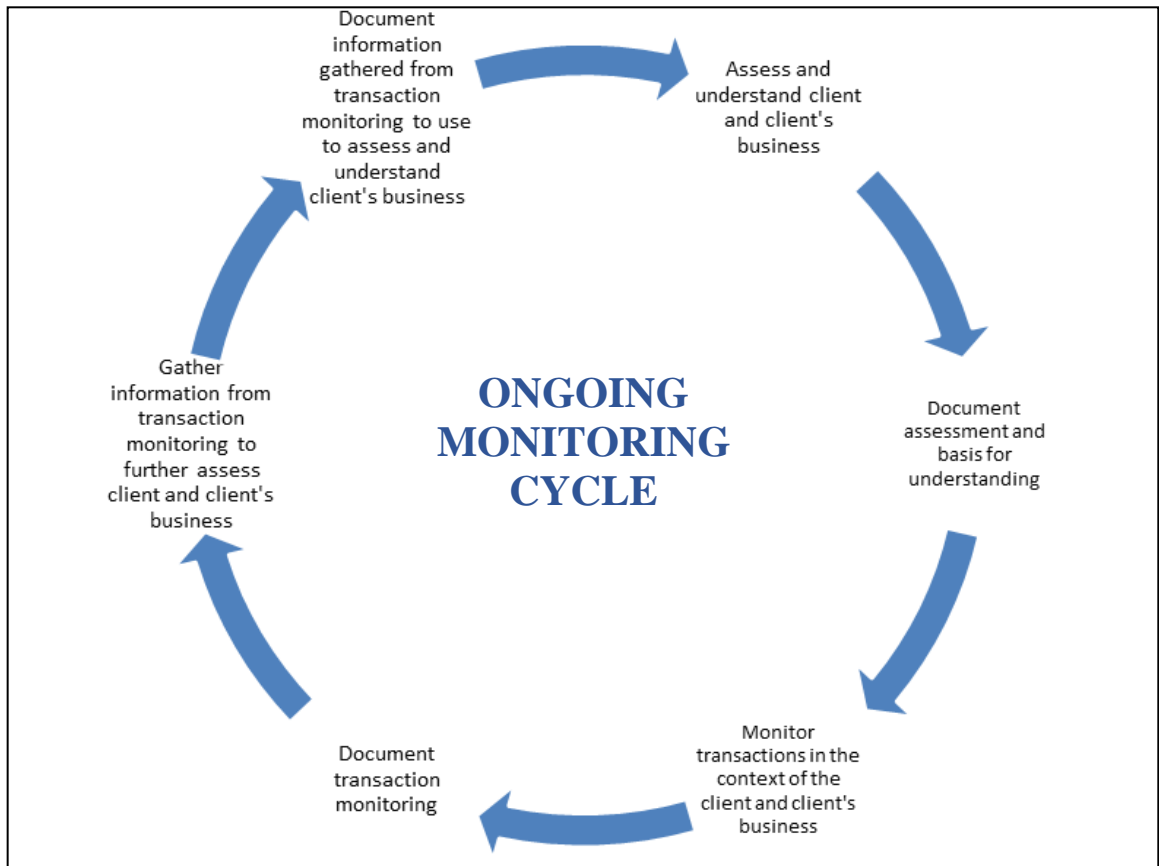 Document
information
gathered from
transaction
monitoring to use
to assess and
understand
client's business
Assess and
understand client
and client's
business
Document
assessment and
basis for
understanding
Monitor
transactions in the
context of the
client and client's
business
Document
transaction
monitoring
Gather
information from
transaction
monitoring to
further assess
client and client's
business
ONGOING
MONITORING
CYCLE